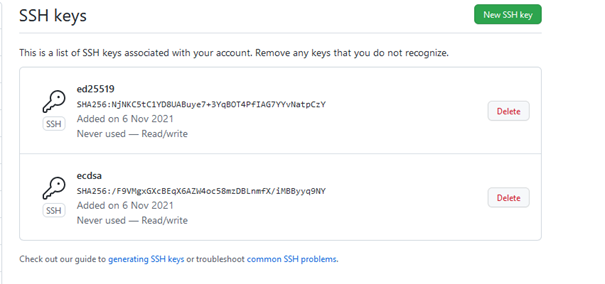 SSH keys
New SSH key
This is a list of SSH keys associated with your account. Remove any keys that you do not recognize.
ed25519
SHA256:NjNKC5tC1YD8UABuye7+3YqBOT4PfIAG7YYvNatpCzY
Added on 6 Nov 2021
Never used — Read/write
SSH
Delete
ecdsa
SHA256:/F9VMgxGXcBEqX6AZW4oc58mzDBLnmfX/iMBByyq9NY
Added on 6 Nov 2021
Never used — Read/write
SSH
Delete
Check out our guide to generating SSH keys or troubleshoot common SSH problems.